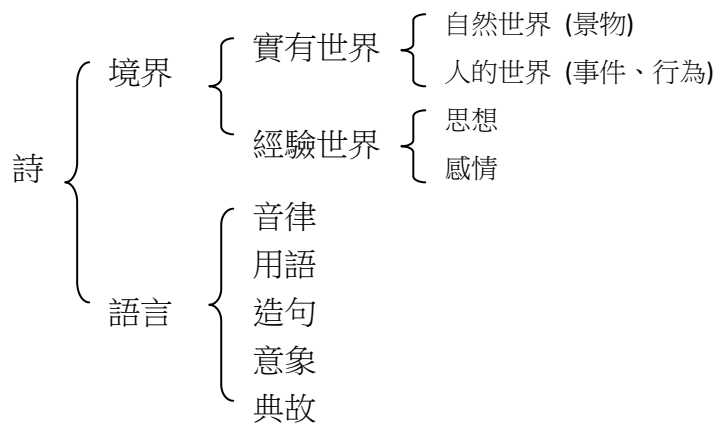 詩
境界
實有世界
自然世界 (景物)
人的世界 (事件、行為)
經驗世界
思想
感情
語言
音律
用語
造句
意象
典故